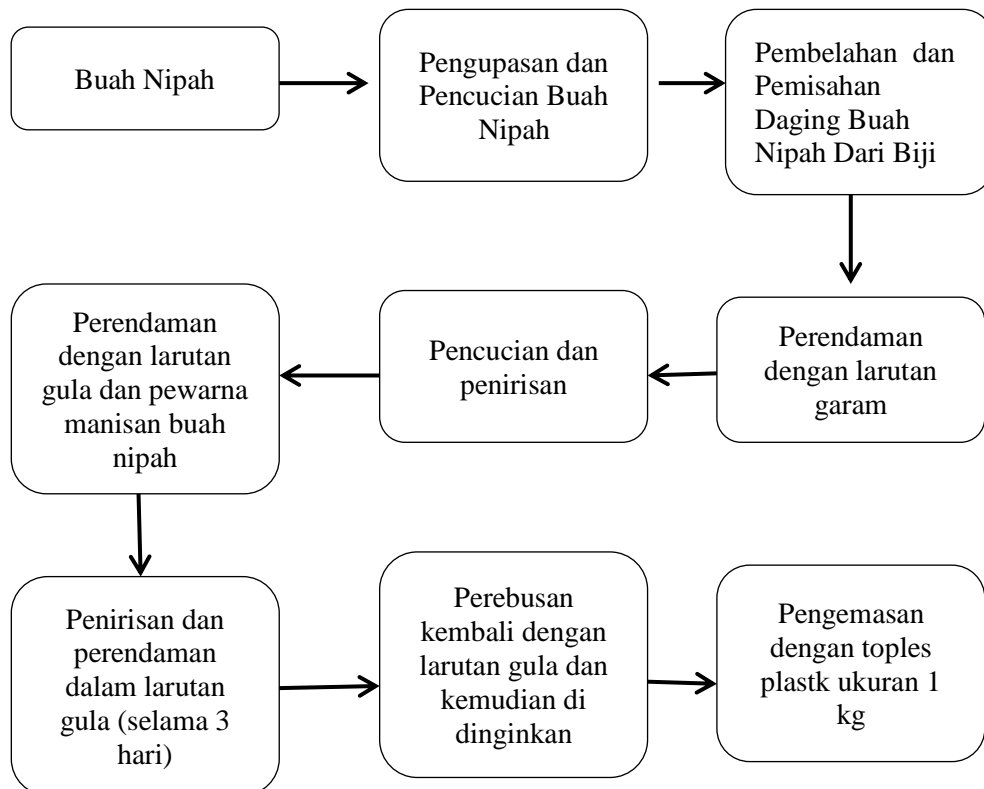 Buah Nipah
Pengupasan dan
Pencucian Buah
Nipah
Pembelahan dan
Pemisahan
Daging Buah
Nipah Dari Biji
Perendaman
dengan larutan
garam
Pencucian dan
penirisan
Perendaman
dengan larutan
gula dan pewarna
manisan buah
nipah
Penirisan dan
perendaman
dalam larutan
gula (selama 3
hari)
Perebusan
kembali dengan
larutan gula dan
kemudian di
dinginkan
Pengemasan
dengan toples
plastk ukuran 1
kg